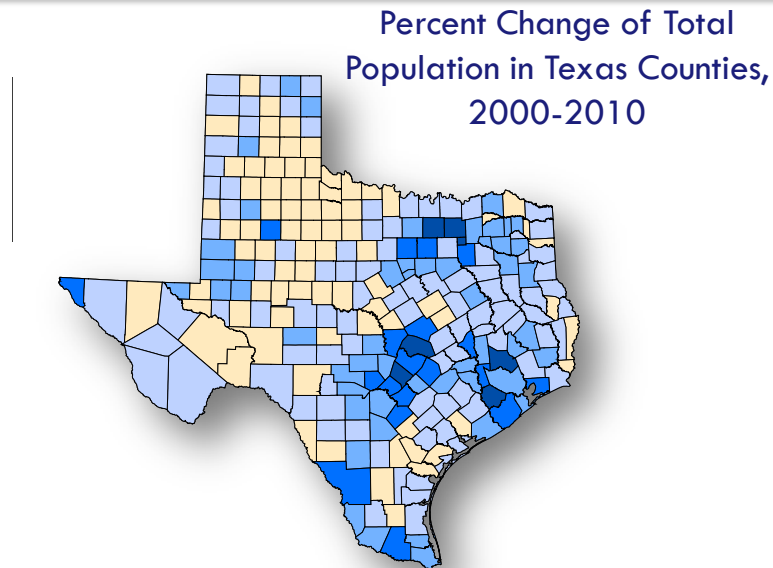 Percent Change of Total
Population in Texas Counties,
2000-2010